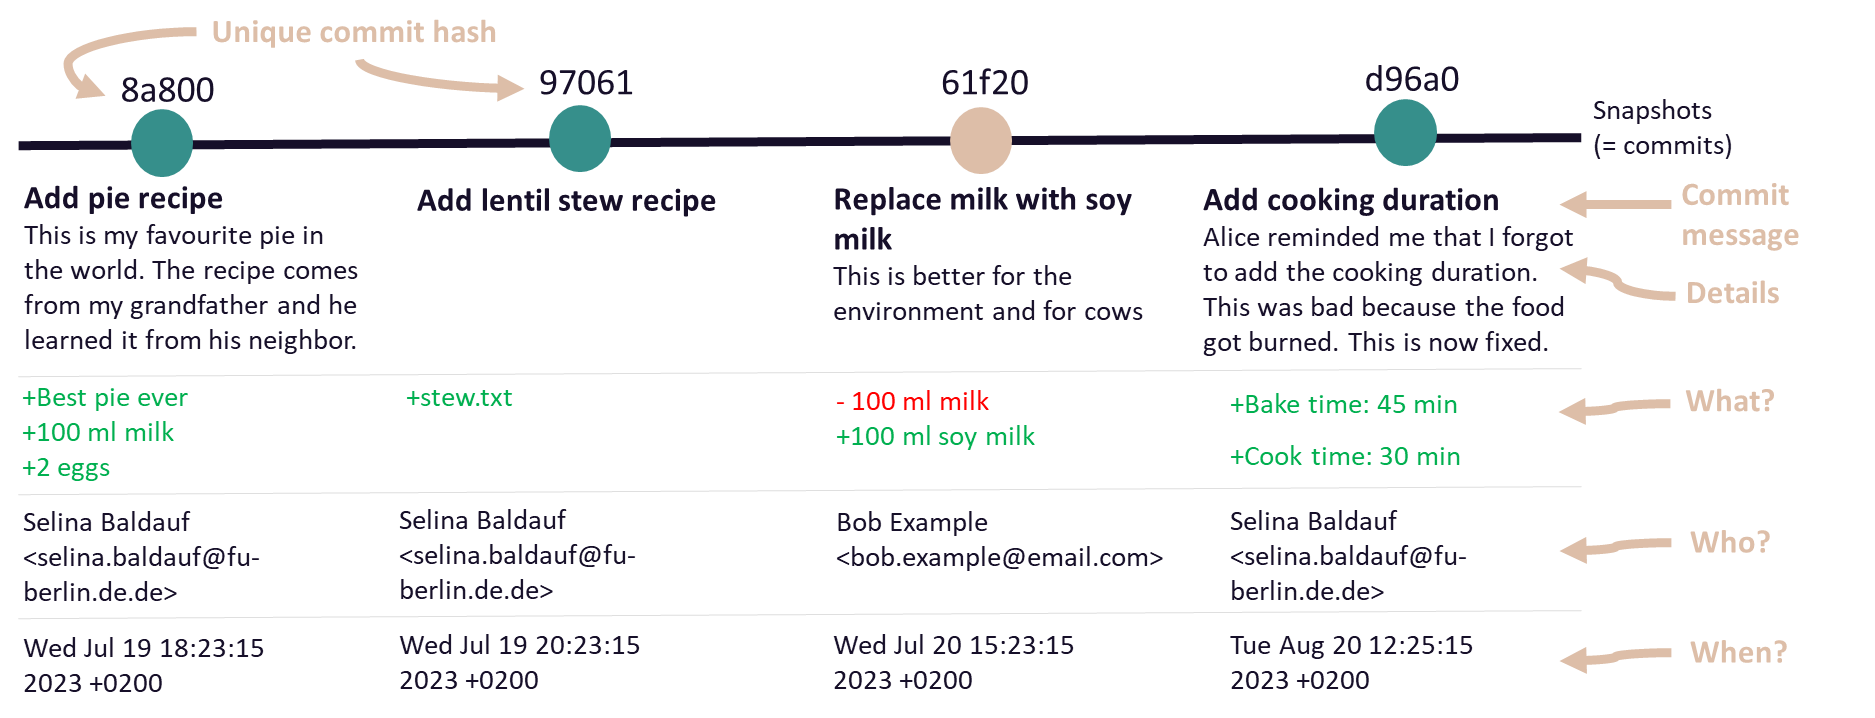 Unique commit hash
8a800
97061
61f20
d96a0
Snapshots
(= commits)
Add pie recipe
This is my favourite pie in
the world. The recipe comes
from my grandfather and he
learned it from his neighbor.
Add lentil stew recipe
Replace milk with soy
milk
This is better for the
environment and for cows
Add cooking duration
Alice reminded me that I forgot
to add the cooking duration.
This was bad because the food
got burned. This is now fixed.
Commit
message
Details
+Best pie ever
+100 ml milk
+2 eggs
+stew.txt
- 100 ml milk
+100 ml soy milk
+Bake time: 45 min
+Cook time: 30 min
What?
Selina Baldauf
<selina.baldauf@fu-
berlin.de.de>
Selina Baldauf
<selina.baldauf@fu-
berlin.de.de>
Bob Example
<bob.example@email.com>
Selina Baldauf
<selina.baldauf@fu-
berlin.de.de>
Who?
Wed Jul 19 18:23:15
2023 +0200
Wed Jul 19 20:23:15
2023 +0200
Wed Jul 20 15:23:15
2023 +0200
Tue Aug 20 12:25:15
2023 +0200
When?